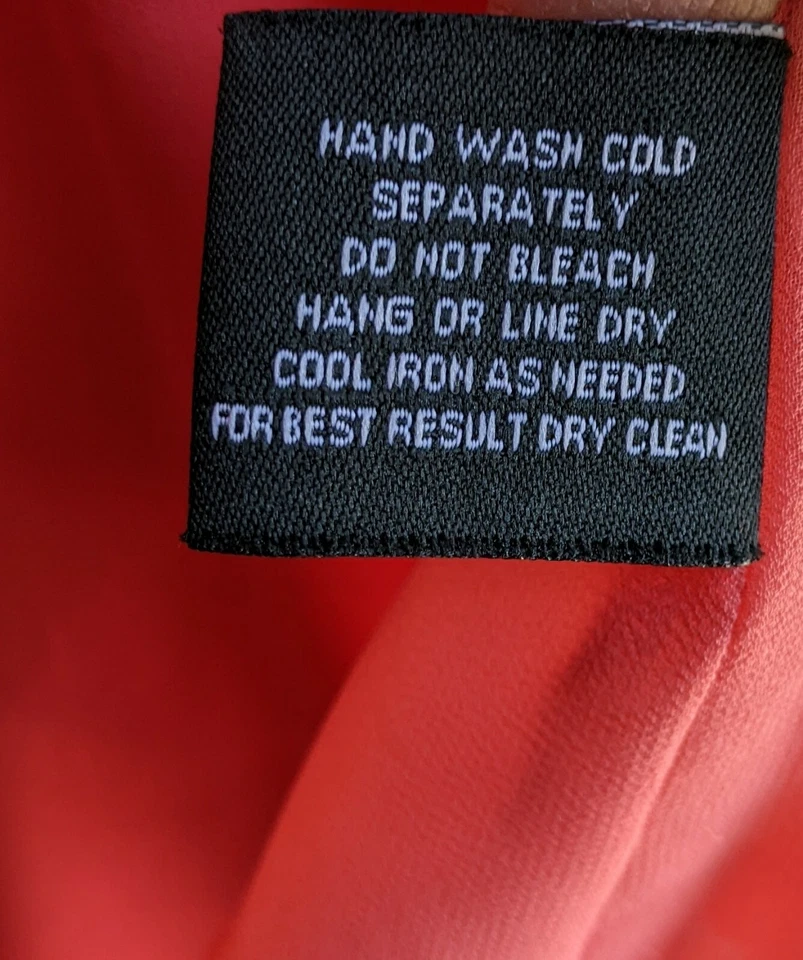 HAND WASH COLD
SEPARATELY
DO NOT BLEACH
HANG OR LINE DRY
COOL IRON AS NEEDED
FOR BEST RESULT DRY CLEAN